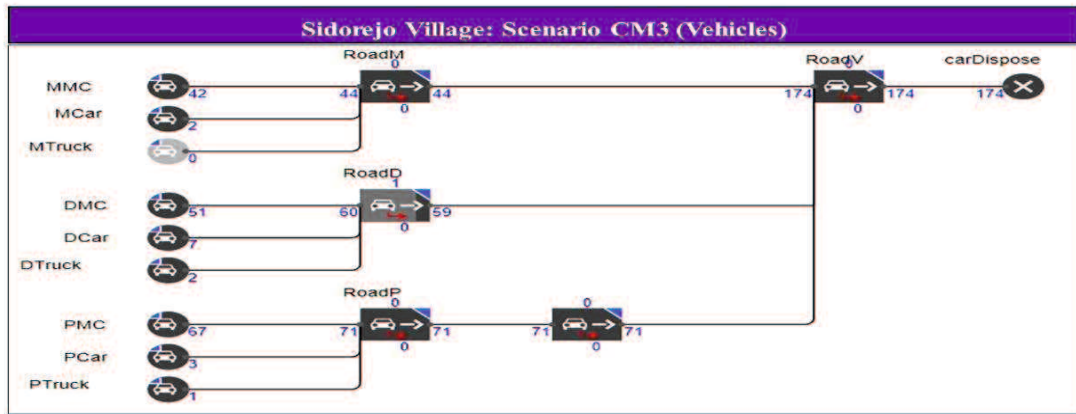 Sidorejo Village: Scenario CM3 (Vehicles)
RoadM
0
RoadV
0
carDispose
MMC
42
44
44
174
174
174
0
0
MCar
2
MTruck
0
RoadD
1
DMC
51
60
59
0
DCar
7
DTruck
2
RoadP
0
0
PMC
67
71
71
71
71
0
0
PCar
3
PTruck
1